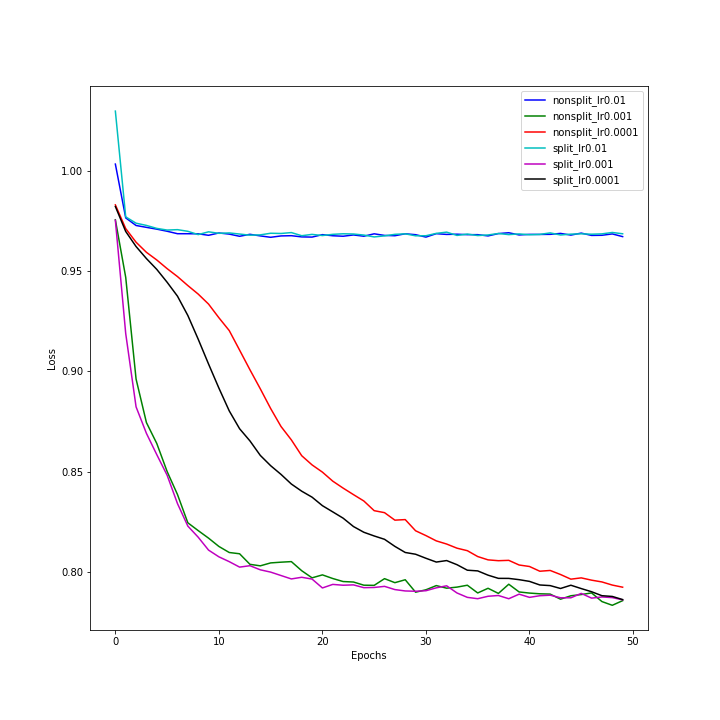 nonsplit_lr0.01
nonsplit_lr0.001
nonsplit_lr0.0001
split_lr0.01
split_lr0.001
split_lr0.0001
1.00
0.95
0.90
0.85
0.80
Loss
0 10 20 30 40 50
Epochs